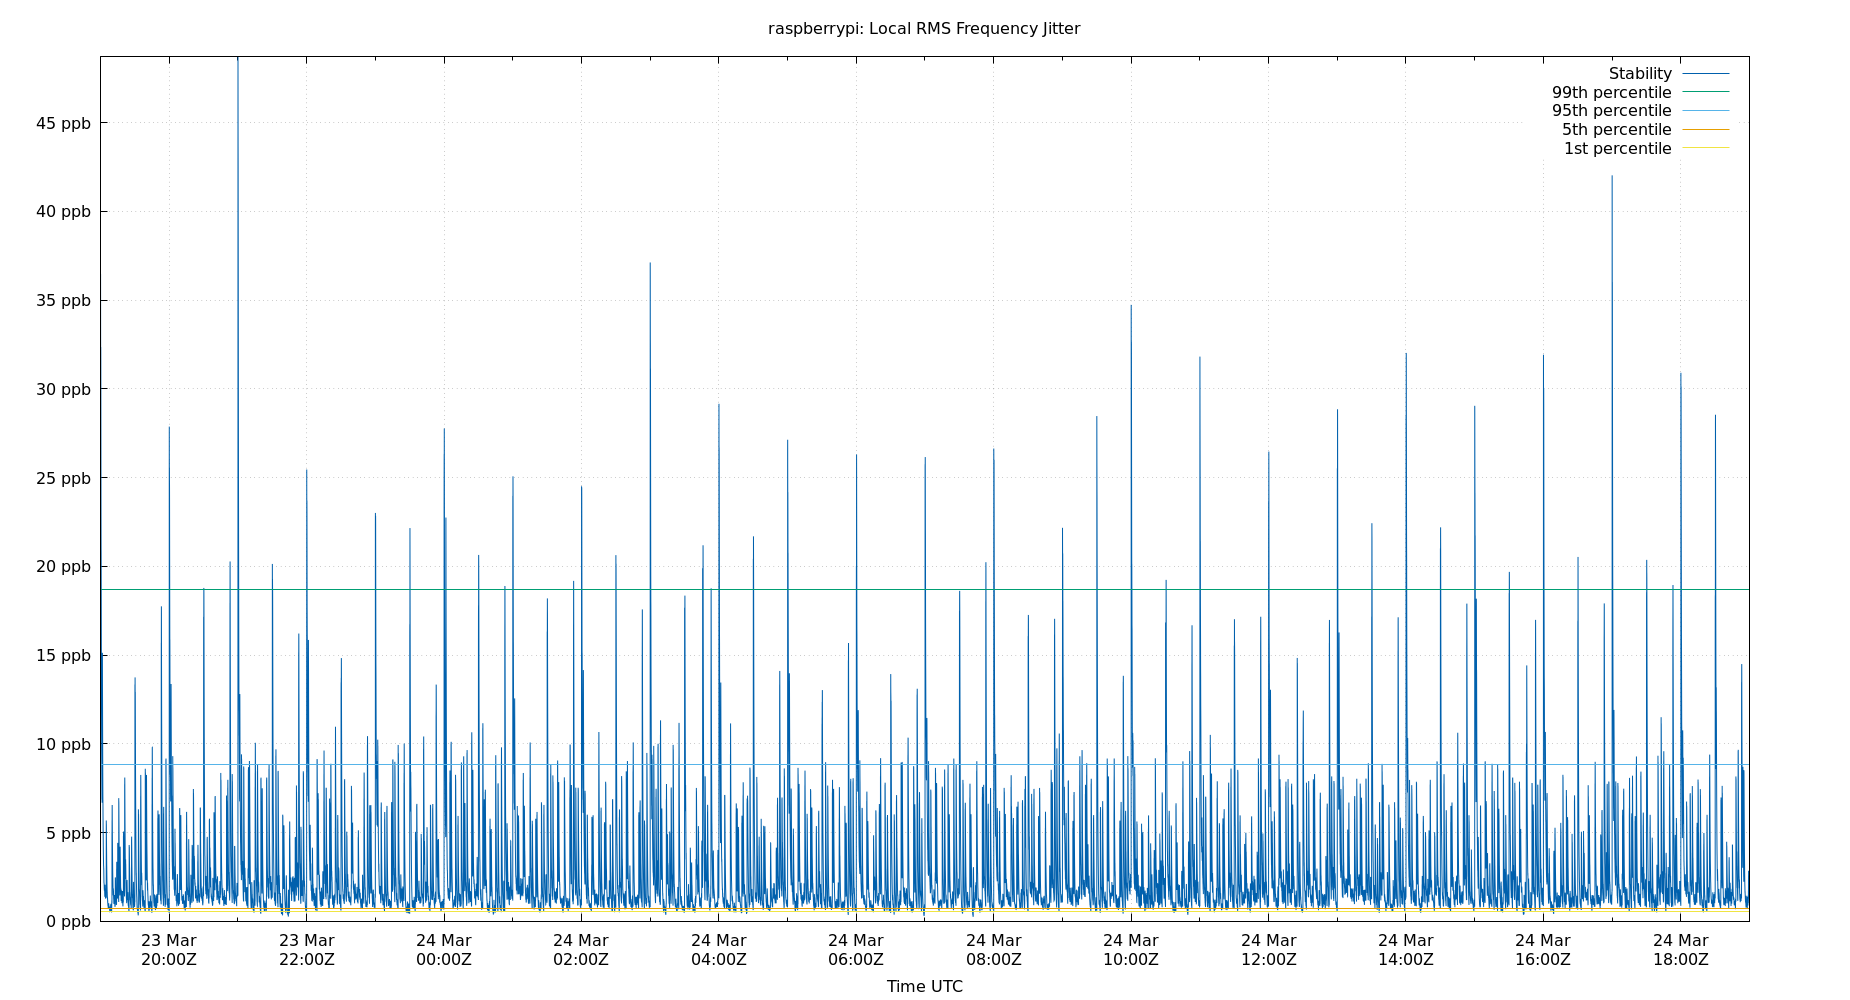 raspberrypi: Local RMS Frequency Jitter
Stability
99th percentile
95th percentile
5th percentile
1st percentile
45 ppb
40 ppb
35 ppb
30 ppb
25 ppb
20 ppb
15 ppb
10 ppb
5 ppb
0 ppb
23 Mar 23 Mar 24 Mar 24 Mar 24 Mar 24 Mar 24 Mar 24 Mar 24 Mar 24 Mar 24 Mar 24 Mar
20:00Z 22:00Z 00:00Z 02:00Z 04:00Z 06:00Z 08:00Z 10:00Z 12:00Z 14:00Z 16:00Z 18:00Z
Time UTC